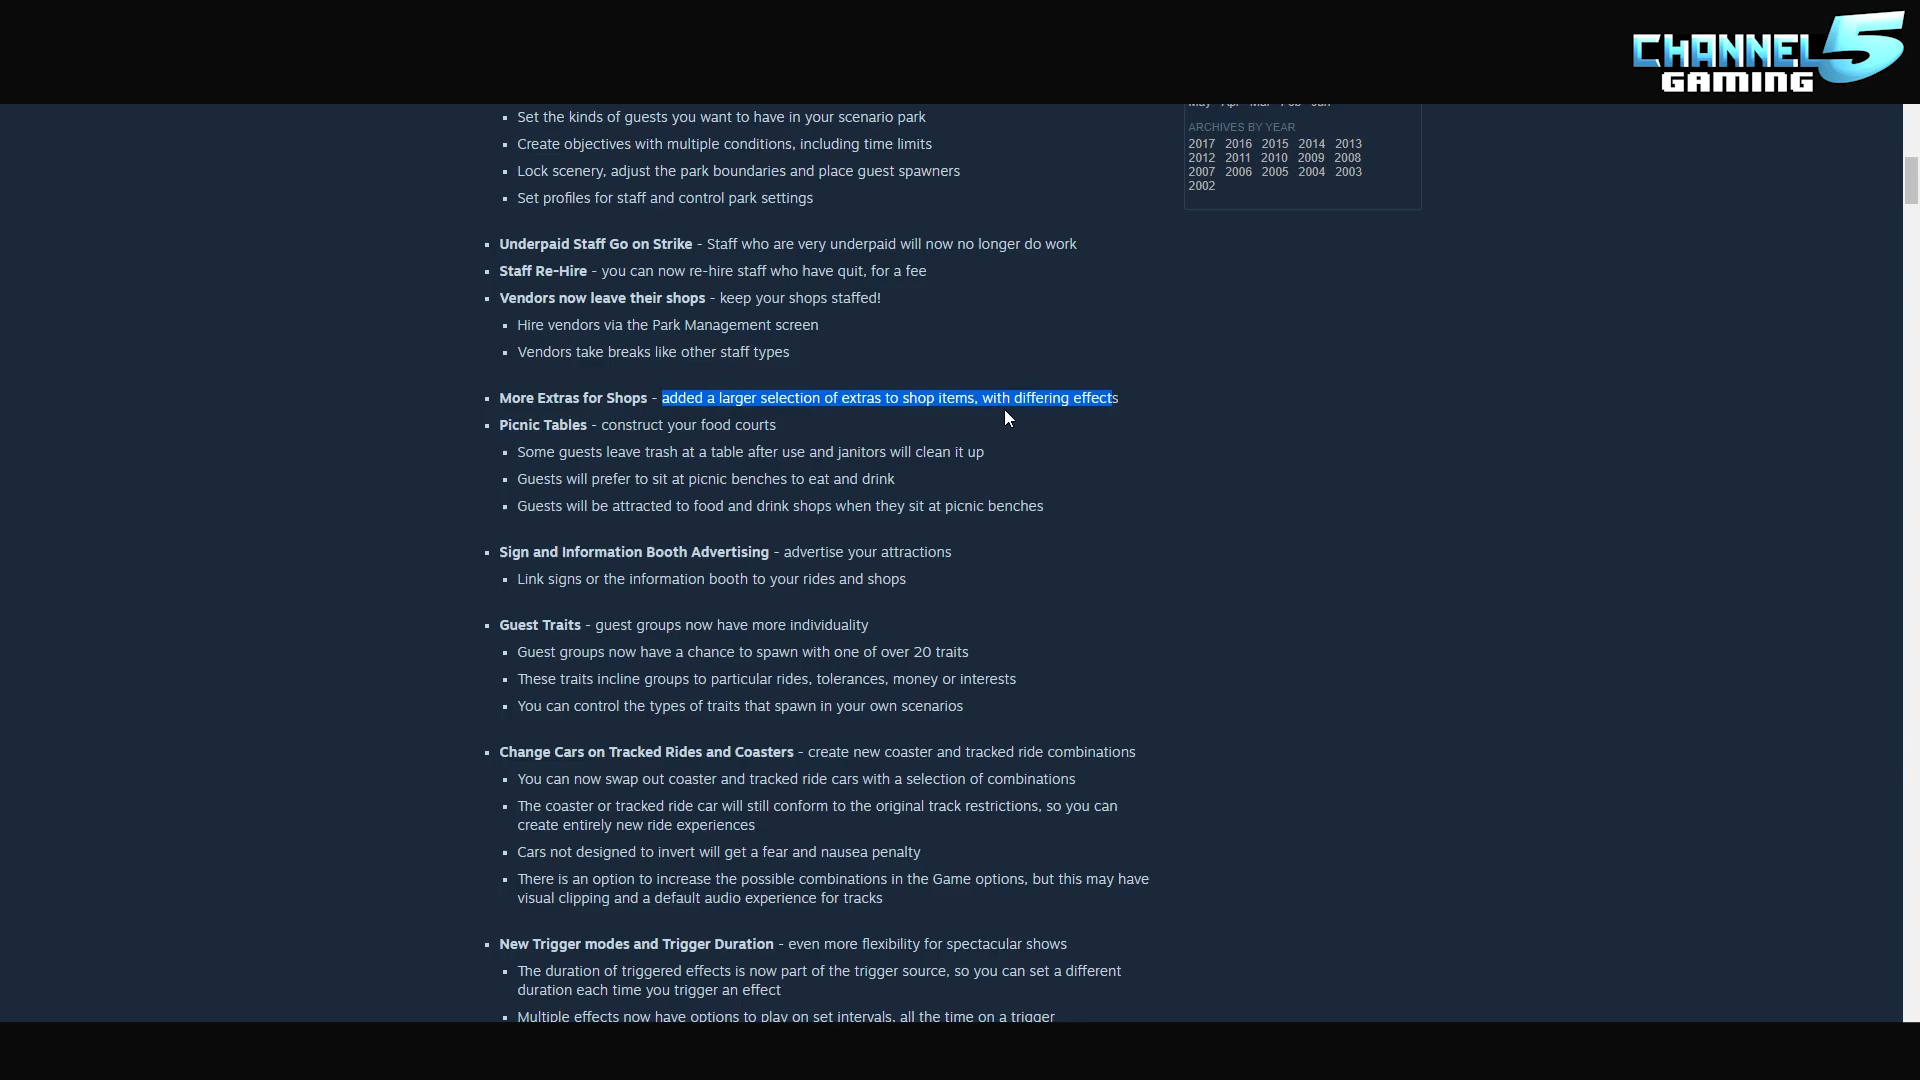 CHANNEL 5
GAMING
May Apr Mar Feb Jan
Set the kinds of guests you want to have in your scenario park
ARCHIVES BY YEAR
Create objectives with multiple conditions, including time limits
2017 2016 2015 2014 2013
2012 2011 2010 2009 2008
Lock scenery, adjust the park boundaries and place guest spawners
2007 2006 2005 2004 2003
2002
Set profiles for staff and control park settings
Underpaid Staff Go on Strike - Staff who are very underpaid will now no longer do work
Staff Re-Hire - you can now re-hire staff who have quit, for a fee
Vendors now leave their shops - keep your shops staffed!
Hire vendors via the Park Management screen
Vendors take breaks like other staff types
More Extras for Shops - added a larger selection of extras to shop items, with differing effects
Picnic Tables - construct your food courts
Some guests leave trash at a table after use and janitors will clean it up
Guests will prefer to sit at picnic benches to eat and drink
Guests will be attracted to food and drink shops when they sit at picnic benches
Sign and Information Booth Advertising - advertise your attractions
Link signs or the information booth to your rides and shops
Guest Traits - guest groups now have more individuality
Guest groups now have a chance to spawn with one of over 20 traits
These traits incline groups to particular rides, tolerances, money or interests
You can control the types of traits that spawn in your own scenarios
Change Cars on Tracked Rides and Coasters - create new coaster and tracked ride combinations
You can now swap out coaster and tracked ride cars with a selection of combinations
The coaster or tracked ride car will still conform to the original track restrictions, so you can
create entirely new ride experiences
Cars not designed to invert will get a fear and nausea penalty
There is an option to increase the possible combinations in the Game options, but this may have
visual clipping and a default audio experience for tracks
New Trigger modes and Trigger Duration - even more flexibility for spectacular shows
The duration of triggered effects is now part of the trigger source, so you can set a different
duration each time you trigger an effect
Multiple effects now have options to play on set intervals, all the time on a trigger